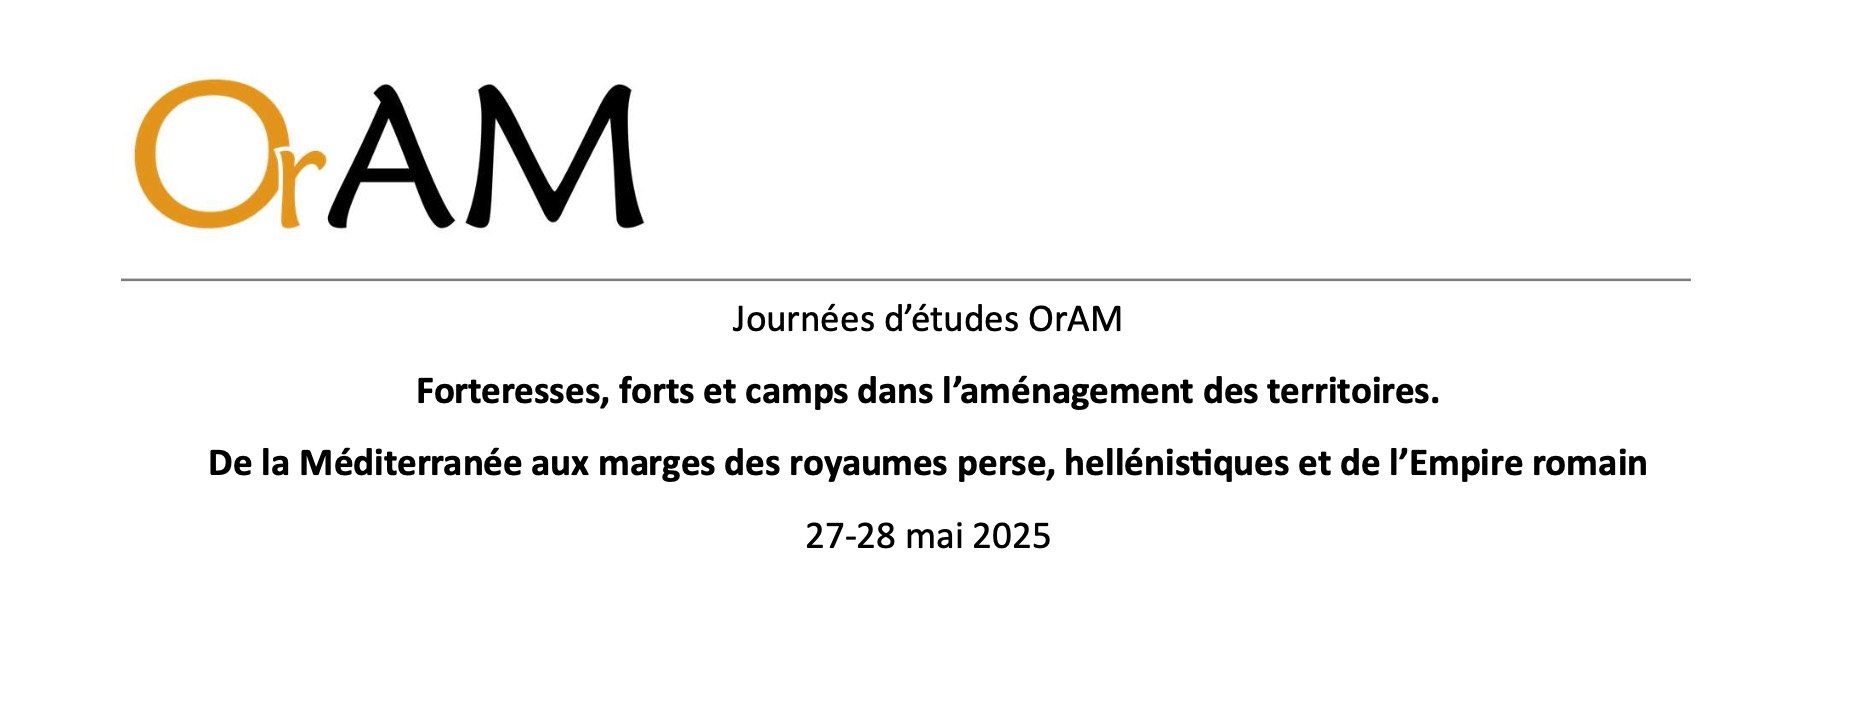 OrAM
Journées d’études OrAM
Forteresses, forts et camps dans l’aménagement des territoires.
De la Méditerranée aux marges des royaumes perse, hellénistiques et de l’Empire romain
27-28 mai 2025